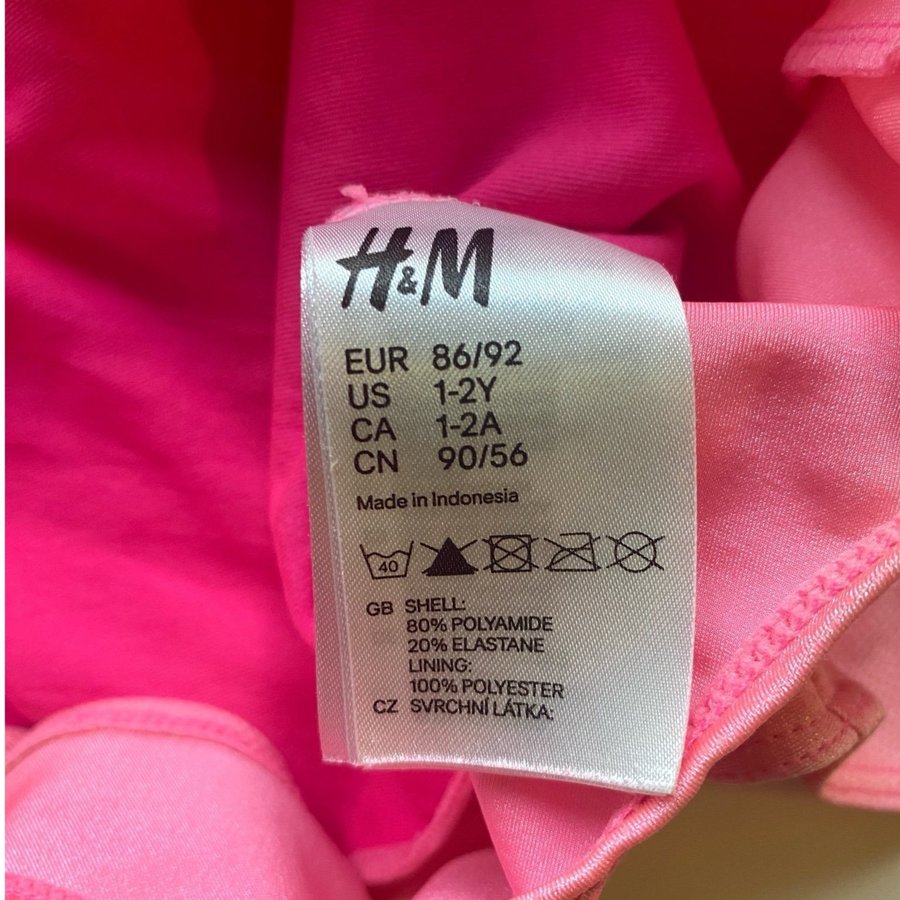 H&M
EUR 86/92
US 1-2Y
CA 1-2A
CN 90/56
Made in Indonesia
40
GB SHELL:
80% POLYAMIDE
20% ELASTANE
LINING:
100% POLYESTER
CZ SVRCHNÍ LÁTKA: